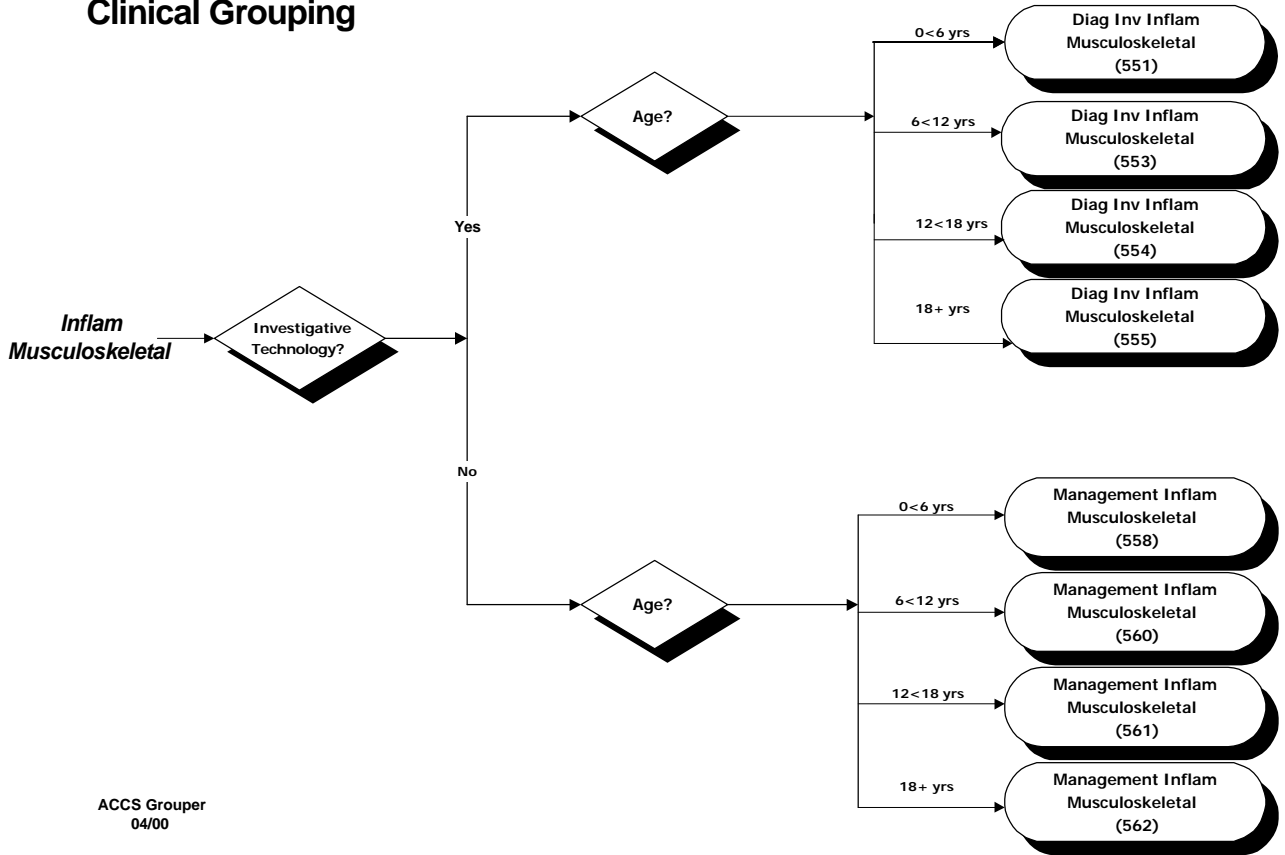 Clinical Grouping
Inflam
Musculoskeletal
Investigative
Technology?
Yes
Age?
0<6 yrs
Diag Inv Inflam
Musculoskeletal
(551)
6<12 yrs
Diag Inv Inflam
Musculoskeletal
(553)
12<18 yrs
Diag Inv Inflam
Musculoskeletal
(554)
18+ yrs
Diag Inv Inflam
Musculoskeletal
(555)
No
Age?
0<6 yrs
Management Inflam
Musculoskeletal
(558)
6<12 yrs
Management Inflam
Musculoskeletal
(560)
12<18 yrs
Management Inflam
Musculoskeletal
(561)
18+ yrs
Management Inflam
Musculoskeletal
(562)
ACCS Grouper
04/00